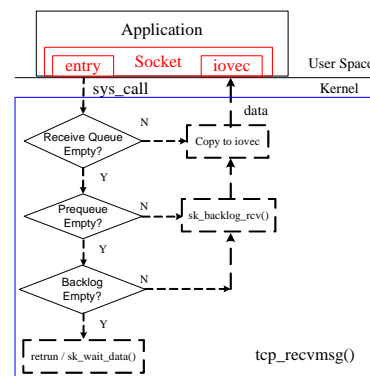 Application
Socket
entry
iovec
User Space
sys_call
Kernel
data
Receive Queue
Empty?
N
Copy to iovec
Y
Prequeue
Empty?
N
sk_backlog_rcv()
Y
Backlog
Empty?
N
Y
retrun / sk_wait_data()
tcp_recvmsg()